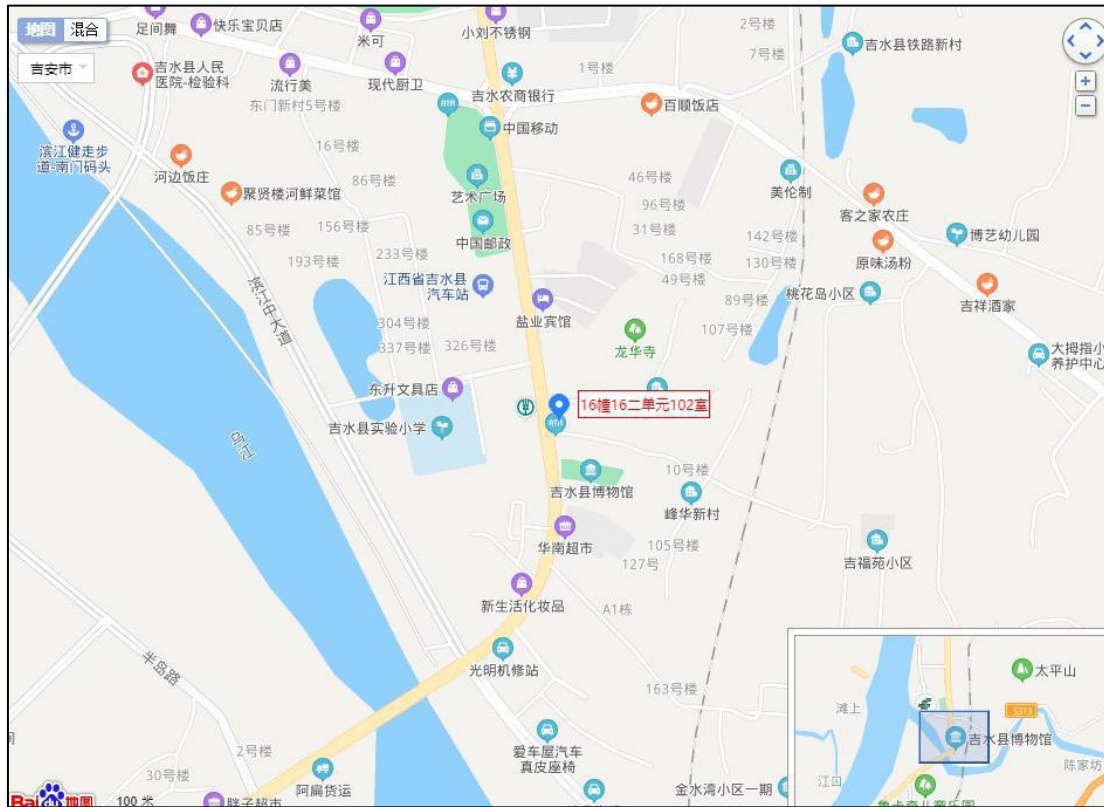 地图 混合
吉安市
足间舞
快乐宝贝店
米可
小刘不锈钢
2号楼
7号楼
吉水县铁路新村
吉水县人民
医院-检验科
流行美
现代厨卫
吉水农商银行
1号楼
东门新村5号楼
ATM
中国移动
百顺饭店
滨江健走步
道-南门码头
16号楼
河边饭庄
86号楼
聚贤楼河鲜菜馆
艺术广场
46号楼
美伦制
96号楼
客之家农庄
85号楼
156号楼
中国邮政
31号楼
142号楼
博艺幼儿园
193号楼
233号楼
168号楼
130号楼
原味汤粉
江西省吉水县
汽车站
49号楼
89号楼
桃花岛小区
吉祥酒家
滨江中大道
304号楼
盐业宾馆
107号楼
337号楼
326号楼
龙华寺
大拇指小
养护中心
东升文具店
16幢16二单元102室
ATM
吉水县实验小学
乌江
10号楼
吉水县博物馆
峰华新村
华南超市
105号楼
127号
吉福苑小区
新生活化妆品
A1栋
光明机修站
半岛路
163号楼
太平山
滩上
S313
吉水县博物馆
爱车屋汽车
真皮座椅
2号楼
陈家坊
30号楼
阿扁货运
金水湾小区一期
江口
Bai 地图
100 米
胖子超市